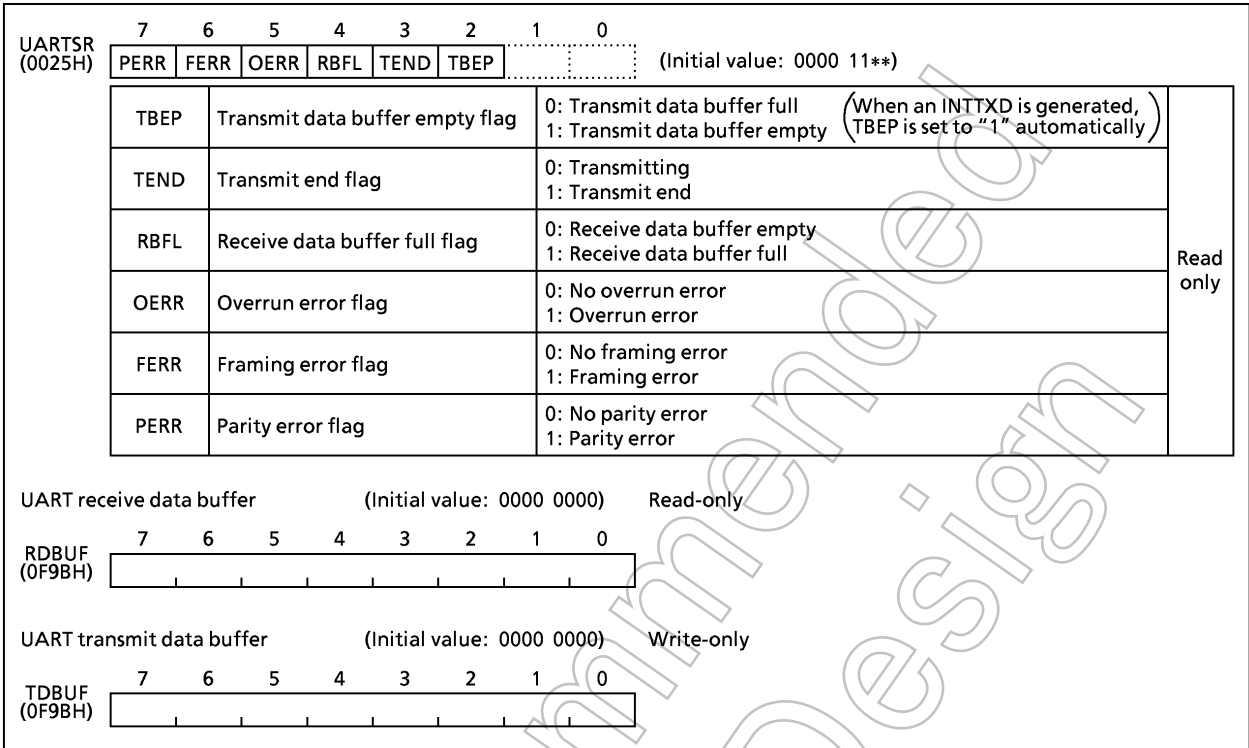 7 6 5 4 3 2 1 0
UARTSR
(0025H)
PERR FERR OERR RBFL TEND TBEP
(Initial value: 0000 11**)
TBEP Transmit data buffer empty flag
0: Transmit data buffer full
1: Transmit data buffer empty
(When an INTTXD is generated,
TBEP is set to “1” automatically)
TEND Transmit end flag
0: Transmitting
1: Transmit end
RBFL Receive data buffer full flag
0: Receive data buffer empty
1: Receive data buffer full
OERR Overrun error flag
0: No overrun error
1: Overrun error
FERR Framing error flag
0: No framing error
1: Framing error
PERR Parity error flag
0: No parity error
1: Parity error
Read
only
UART receive data buffer (Initial value: 0000 0000) Read-only
7 6 5 4 3 2 1 0
RDBUF
(0F9BH)
UART transmit data buffer (Initial value: 0000 0000) Write-only
7 6 5 4 3 2 1 0
TDBUF
(0F9BH)
mmended
Design